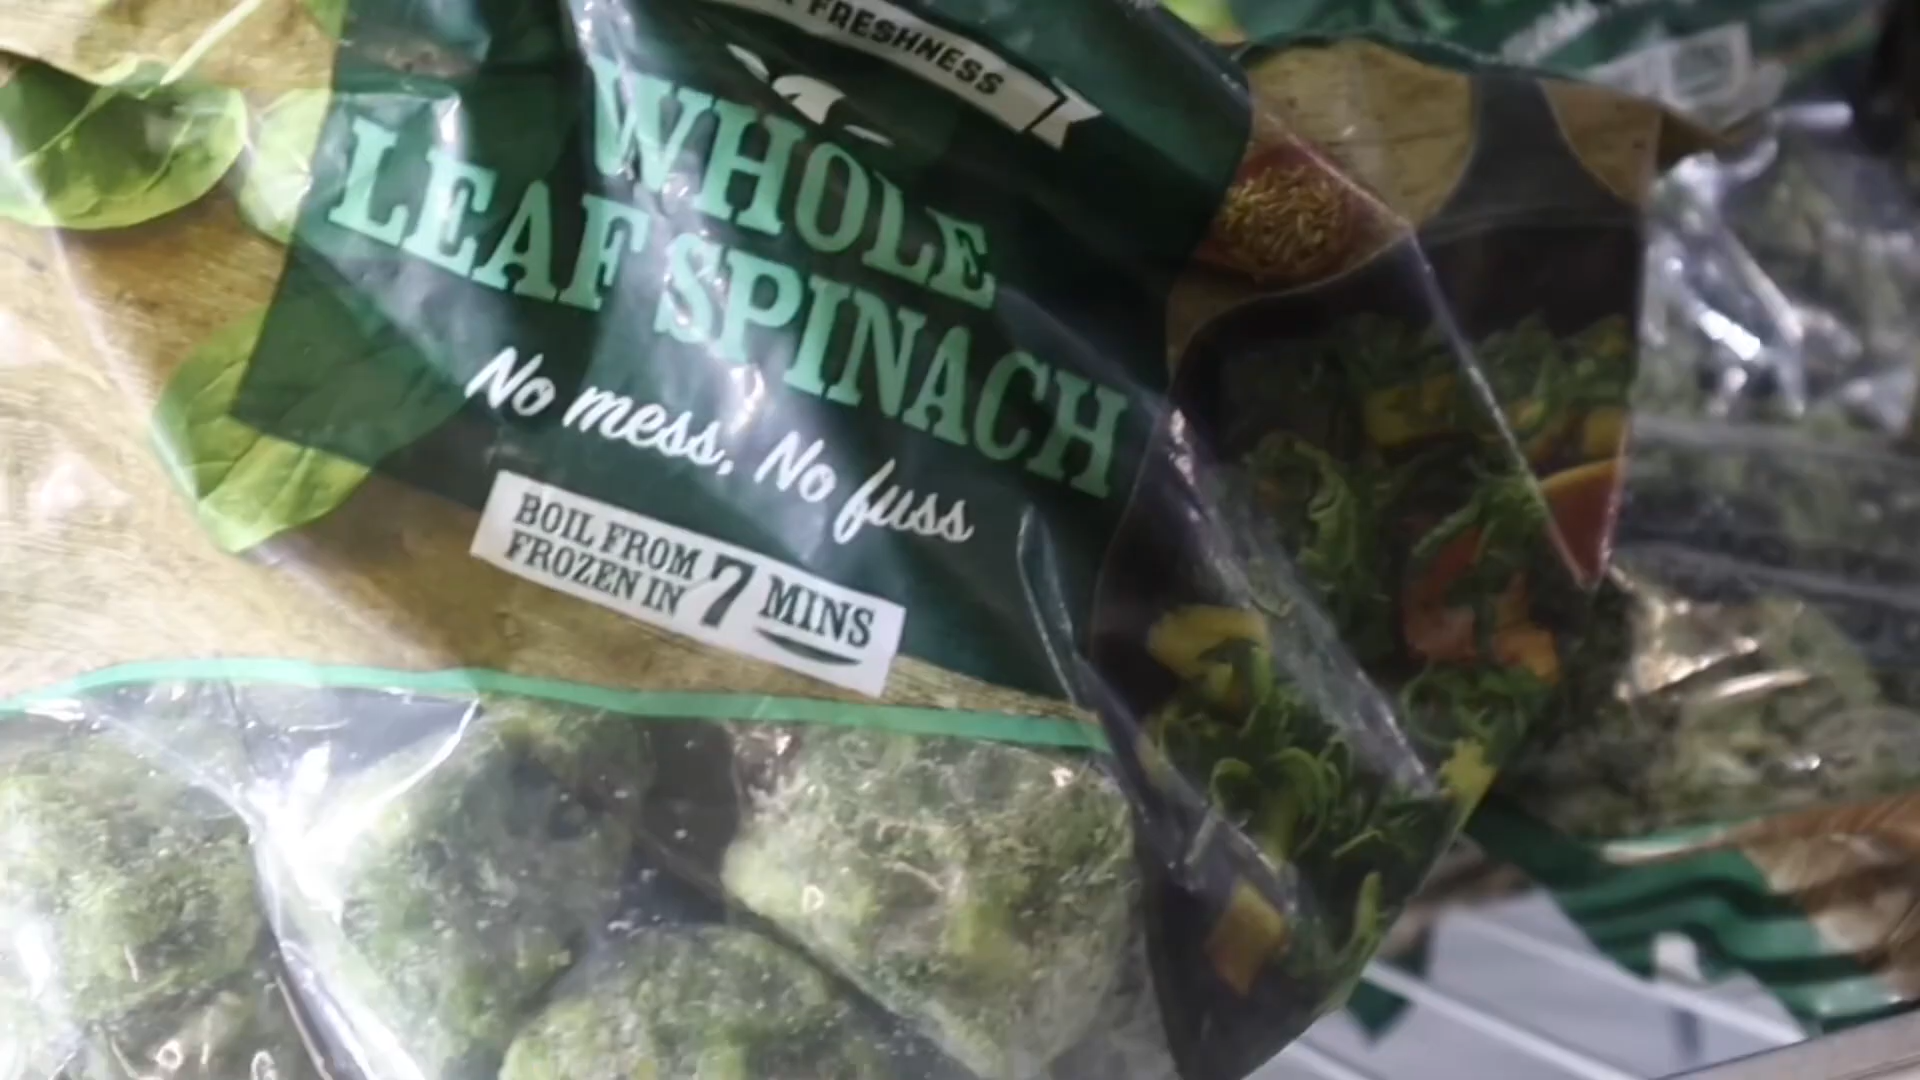 FRESHNESS
WHOLE
LEAF SPINACH
No mess, No fuss
BOIL FROM
FROZEN IN 7 MINS